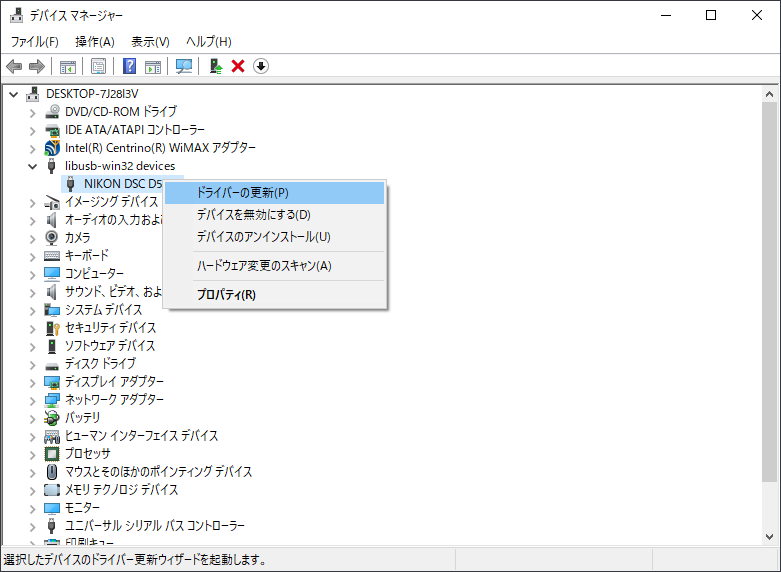 デバイス マネージャー
ファイル(F) 操作(A) 表示(V) ヘルプ(H)
DESKTOP-7J28I3V
DVD/CD-ROM ドライブ
IDE ATA/ATAPI コントローラー
Intel(R) Centrino(R) WiMAX アダプター
libusb-win32 devices
NIKON DSC D5
ドライバーの更新(P)
デバイスを無効にする(D)
デバイスのアンインストール(U)
ハードウェア変更のスキャン(A)
プロパティ(R)
イメージング デバイス
オーディオの入力およ
カメラ
キーボード
コンピューター
サウンド、ビデオ、およ
システム デバイス
セキュリティ デバイス
ソフトウェア デバイス
ディスク ドライブ
ディスプレイ アダプター
ネットワーク アダプター
バッテリ
ヒューマン インターフェイス デバイス
プロセッサ
マウスとそのほかのポインティング デバイス
メモリ テクノロジ デバイス
モニター
ユニバーサル シリアル バス コントローラー
印刷キュー
選択したデバイスのドライバー更新ウィザードを起動します。